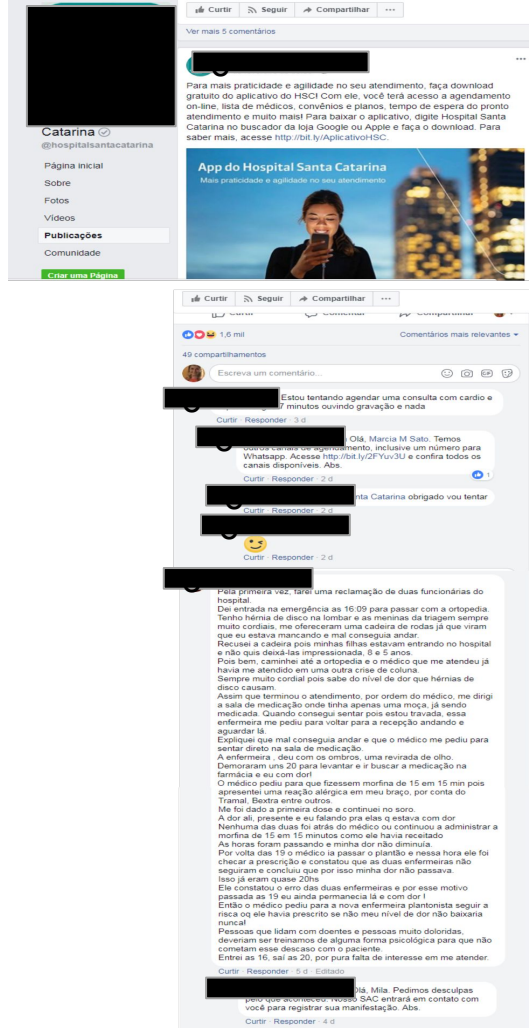 Curtir Seguir Compartilhar ...
Ver mais 5 comentários
Para mais praticidade e agilidade no seu atendimento, faça download
gratuito do aplicativo do HSC! Com ele, você terá acesso a agendamento
on-line, lista de médicos, convênios e planos, tempo de espera do pronto
atendimento e muito mais! Para baixar o aplicativo, digite Hospital Santa
Catarina no buscador da loja Google ou Apple e faça o download. Para
saber mais, acesse http://bit.ly/AplicativoHSC.
Catarina
@hospitalsantacatarina
Página inicial
Sobre
Fotos
Vídeos
Publicações
Comunidade
Criar uma Página
App do Hospital Santa Catarina
Mais praticidade e agilidade no seu atendimento
Curtir Seguir Compartilhar ...
Curtir Comentar Compartilhar
1,6 mil Comentários mais relevantes
49 compartilhamentos
Escreva um comentário...
GIF
Estou tentando agendar uma consulta com cardio e
7 minutos ouvindo gravação e nada
Curtir · Responder · 3 d
Olá, Marcia M Sato. Temos
outros canais de agendamento, inclusive um número para
Whatsapp. Acesse http://bit.ly/2FYuv3U e confira todos os
canais disponíveis. Abs.
1
Curtir · Responder · 2 d
nta Catarina obrigado vou tentar
Curtir · Responder · 2 d
Curtir · Responder · 2 d
Pela primeira vez, farei uma reclamação de duas funcionárias do
hospital.
Dei entrada na emergência as 16:09 para passar com a ortopedia.
Tenho hérnia de disco na lombar e as meninas da triagem sempre
muito cordiais, me ofereceram uma cadeira de rodas já que viram
que eu estava mancando e mal conseguia andar.
Recusei a cadeira pois minhas filhas estavam entrando no hospital
e não quis deixá-las impressionada, 8 e 5 anos.
Pois bem, caminhei até a ortopedia e o médico que me atendeu já
havia me atendido em uma outra crise de coluna.
Sempre muito cordial pois sabe do nível de dor que hérnias de
disco causam.
Assim que terminou o atendimento, por ordem do médico, me dirigi
a sala de medicação onde tinha apenas uma moça, já sendo
medicada. Quando consegui sentar pois estou travada, essa
enfermeira me pediu para voltar para a recepção andando e
aguardar lá.
Expliquei que mal conseguia andar e que o médico me pediu para
sentar direto na sala de medicação.
A enfermeira , deu com os ombros, uma revirada de olho.
Demoraram uns 20 para levantar e ir buscar a medicação na
farmácia e eu com dor!
O médico pediu para que fizessem morfina de 15 em 15 min pois
apresentei uma reação alérgica em meu braço, por conta do
Tramal, Bextra entre outros.
Me foi dado a primeira dose e continuei no soro.
A dor ali, presente e eu falando pra elas q estava com dor
Nenhuma das duas foi atrás do médico ou continuou a administrar a
morfina de 15 em 15 minutos como ele havia receitado
As horas foram passando e minha dor não diminuía.
Por volta das 19 o médico ia passar o plantão e nessa hora ele foi
checar a prescrição e constatou que as duas enfermeiras não
seguiram e concluiu que por isso minha dor não passava.
Isso já eram quase 20hs
Ele constatou o erro das duas enfermeiras e por esse motivo
passada as 19 eu ainda permanecia lá e com dor !
Então o médico pediu para a nova enfermeira plantonista seguir a
risca oq ele havia prescrito se não meu nível de dor não baixaria
nunca!
Pessoas que lidam com doentes e pessoas muito doloridas,
deveriam ser treinamos de alguma forma psicológica para que não
cometam esse descaso com o paciente.
Entrei as 16, saí as 20, por pura falta de interesse em me atender.
Curtir · Responder · 5 d · Editado
Olá, Mila. Pedimos desculpas
pelo que aconteceu. Nosso SAC entrará em contato com
você para registrar sua manifestação. Abs.
Curtir · Responder · 4 d